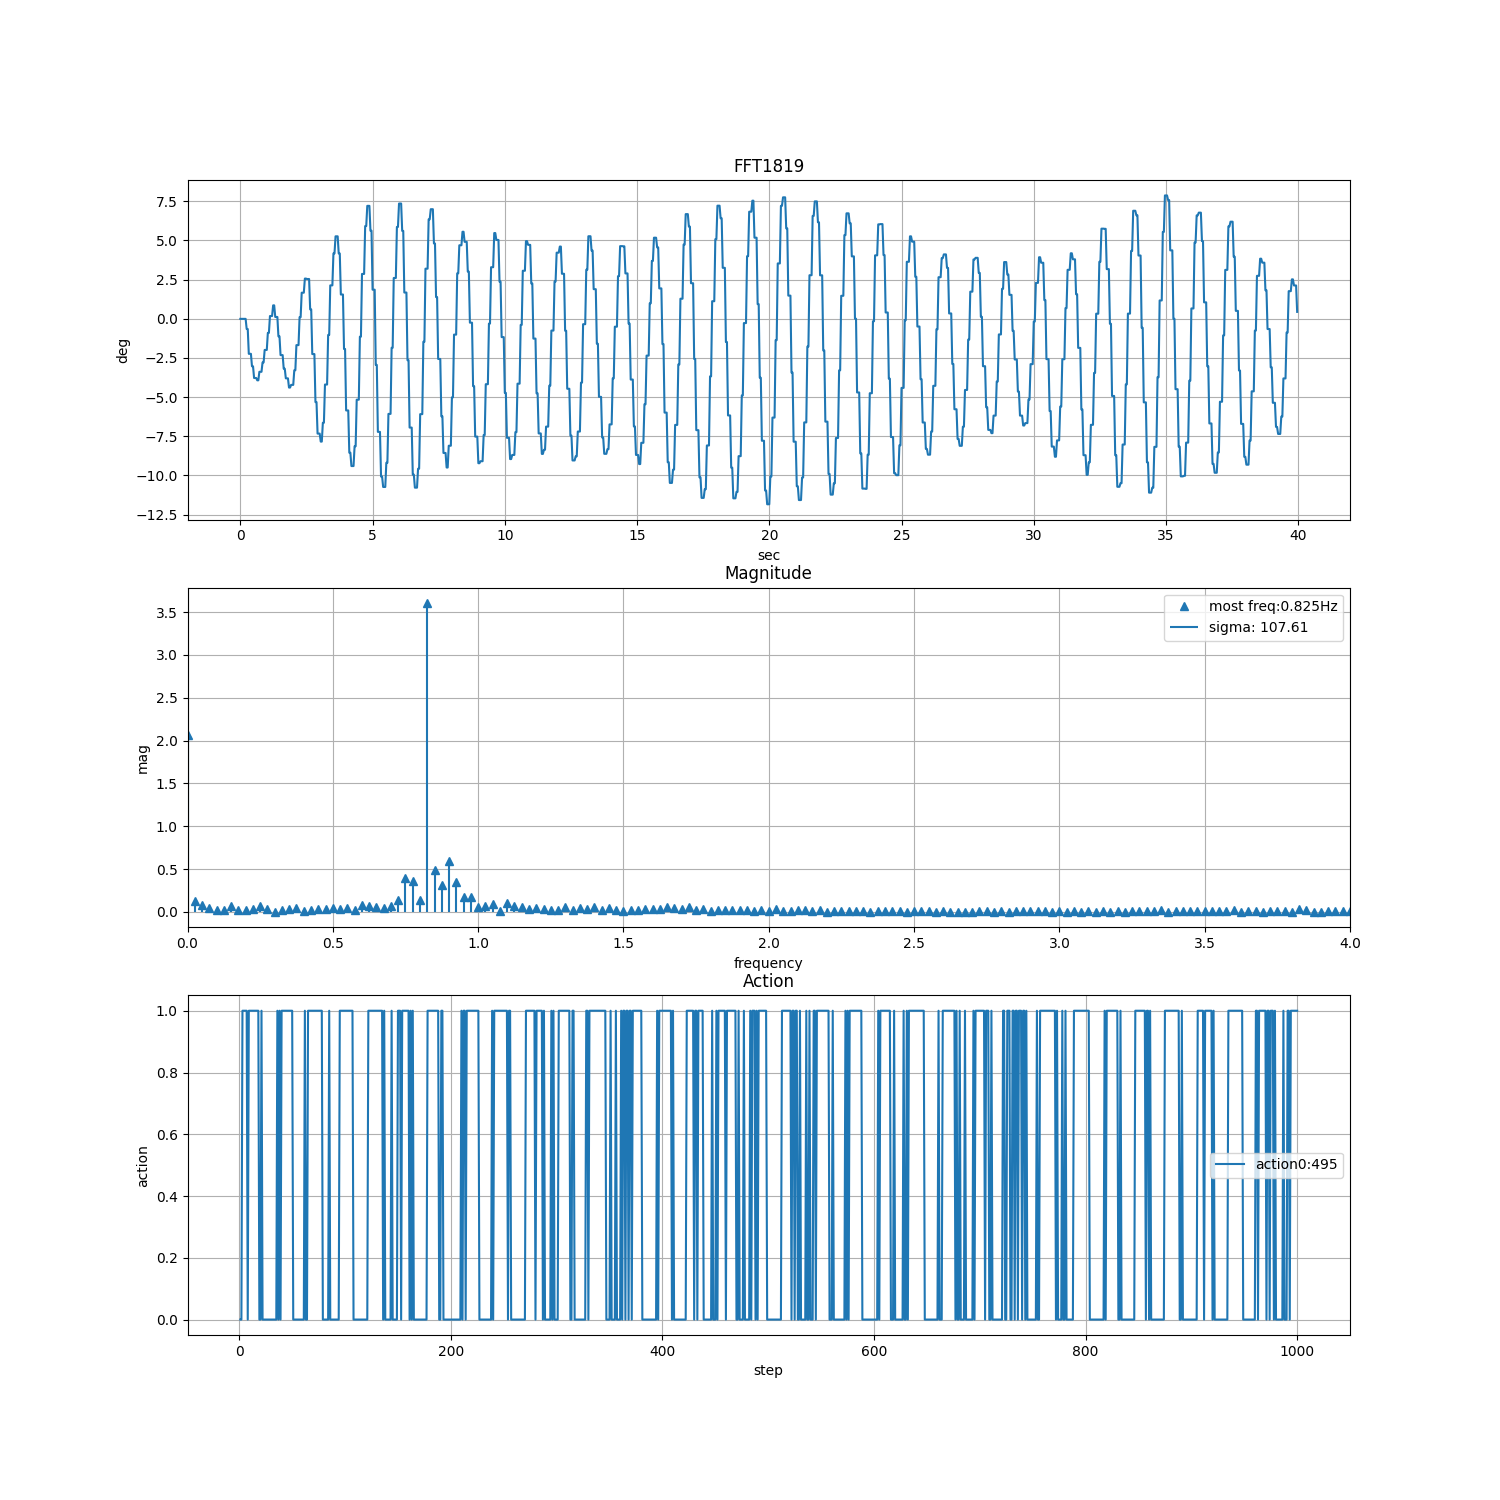 FFT1819
7.5
5.0
2.5
0.0
−2.5
−5.0
−7.5
−10.0
−12.5
deg
0 5 10 15 20 25 30 35 40
sec
Magnitude
most freq:0.825Hz
sigma: 107.61
3.5
3.0
2.5
2.0
1.5
1.0
0.5
0.0
mag
0.0 0.5 1.0 1.5 2.0 2.5 3.0 3.5 4.0
frequency
Action
1.0
0.8
0.6
0.4
0.2
0.0
action
action0:495
0 200 400 600 800 1000
step